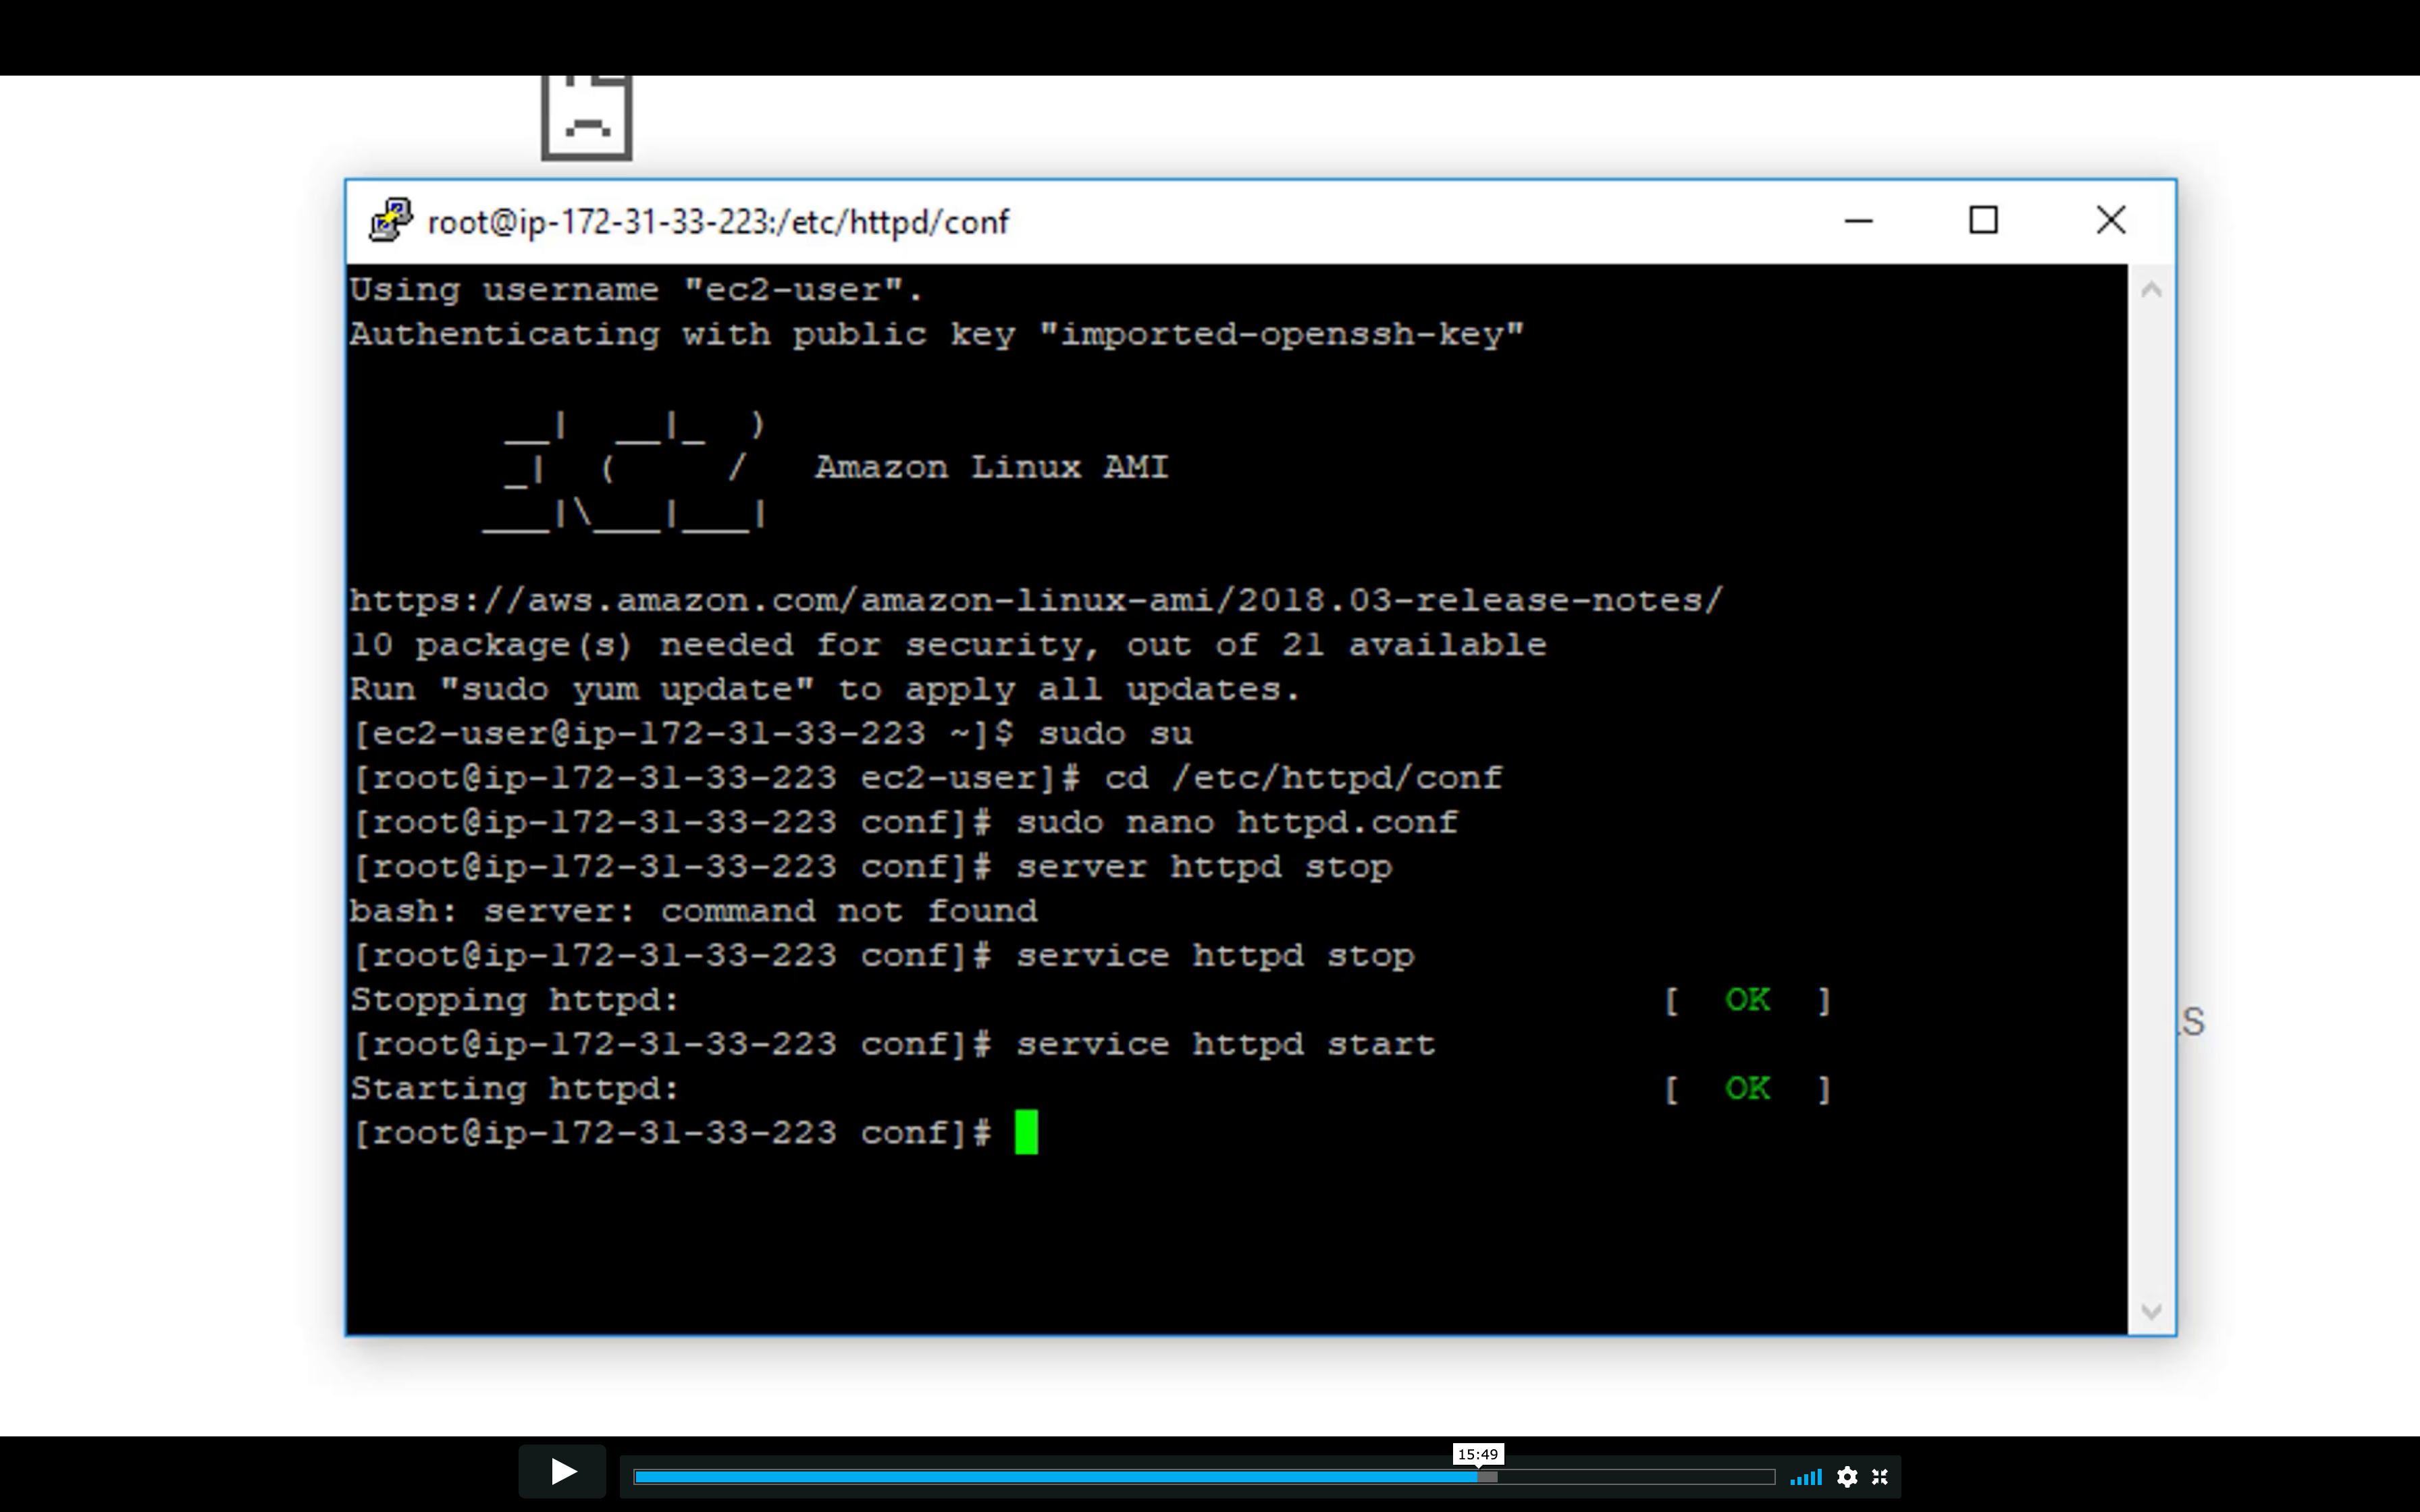 root@ip-172-31-33-223:/etc/httpd/conf
Using username "ec2-user".
Authenticating with public key "imported-openssh-key"
__|  __|_  )
_|  (     /   Amazon Linux AMI
___|\___|___|
https://aws.amazon.com/amazon-linux-ami/2018.03-release-notes/
10 package(s) needed for security, out of 21 available
Run "sudo yum update" to apply all updates.
[ec2-user@ip-172-31-33-223 ~]$ sudo su
[root@ip-172-31-33-223 ec2-user]# cd /etc/httpd/conf
[root@ip-172-31-33-223 conf]# sudo nano httpd.conf
[root@ip-172-31-33-223 conf]# server httpd stop
bash: server: command not found
[root@ip-172-31-33-223 conf]# service httpd stop
Stopping httpd: [ OK ]
[root@ip-172-31-33-223 conf]# service httpd start
Starting httpd: [ OK ]
[root@ip-172-31-33-223 conf]#
15:49